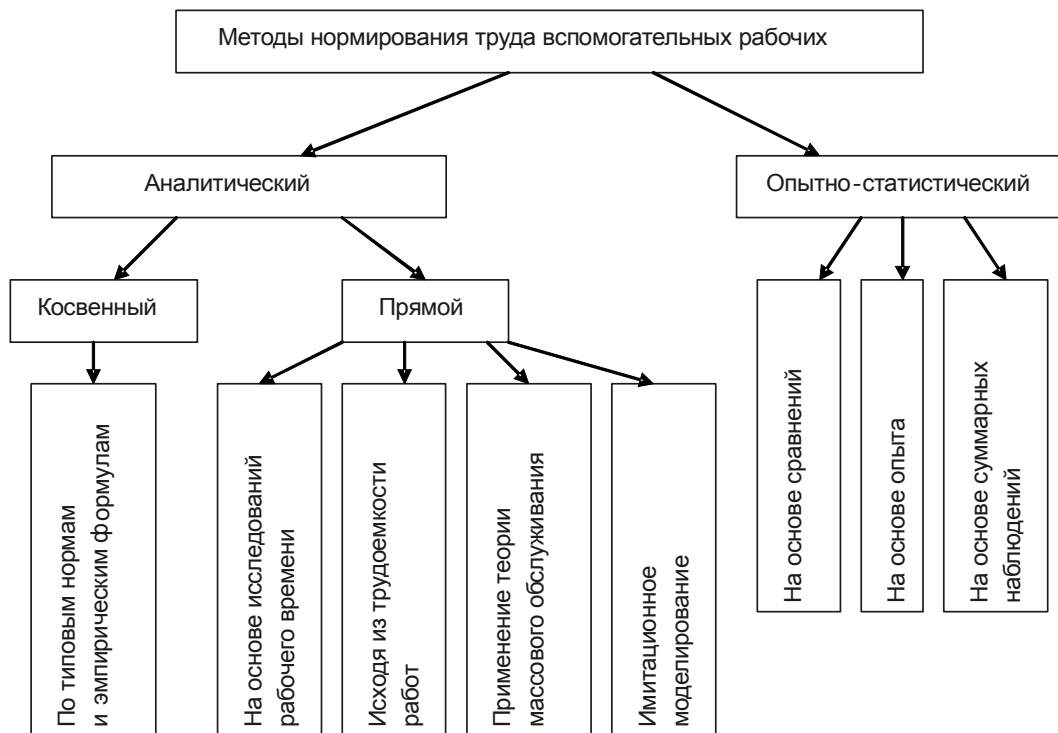 Методы нормирования труда вспомогательных рабочих
Аналитический
Опытно-статистический
Косвенный
Прямой
По типовым нормам
и эмпирическим формулам
На основе исследований
рабочего времени
Исходя из трудоемкости
работ
Применение теории
массового обслуживания
Имитационное
моделирование
На основе сравнений
На основе опыта
На основе суммарных
наблюдений